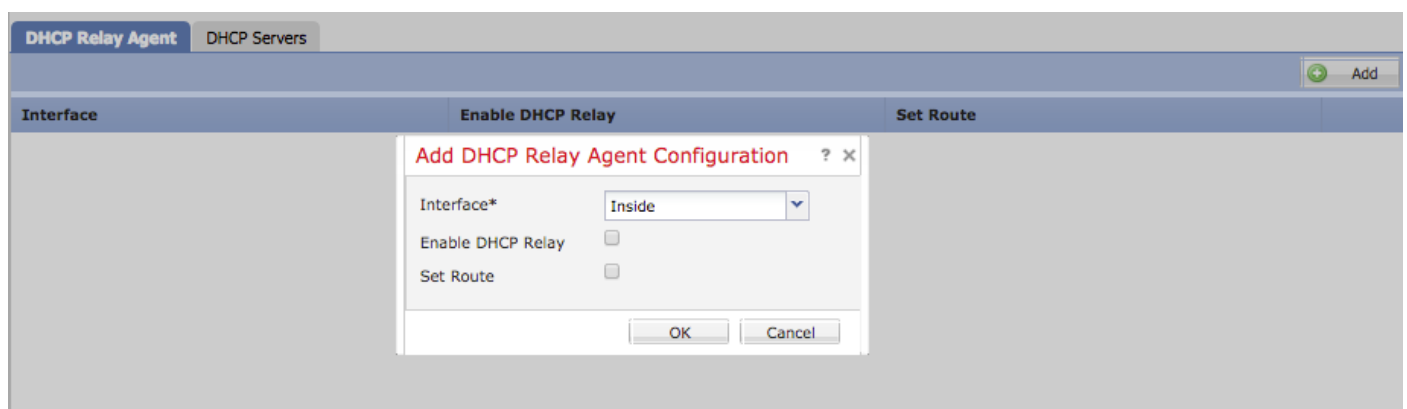 DHCP Relay Agent DHCP Servers
Add
Interface Enable DHCP Relay Set Route
Add DHCP Relay Agent Configuration ? ×
Interface* Inside
Enable DHCP Relay
Set Route
OK Cancel